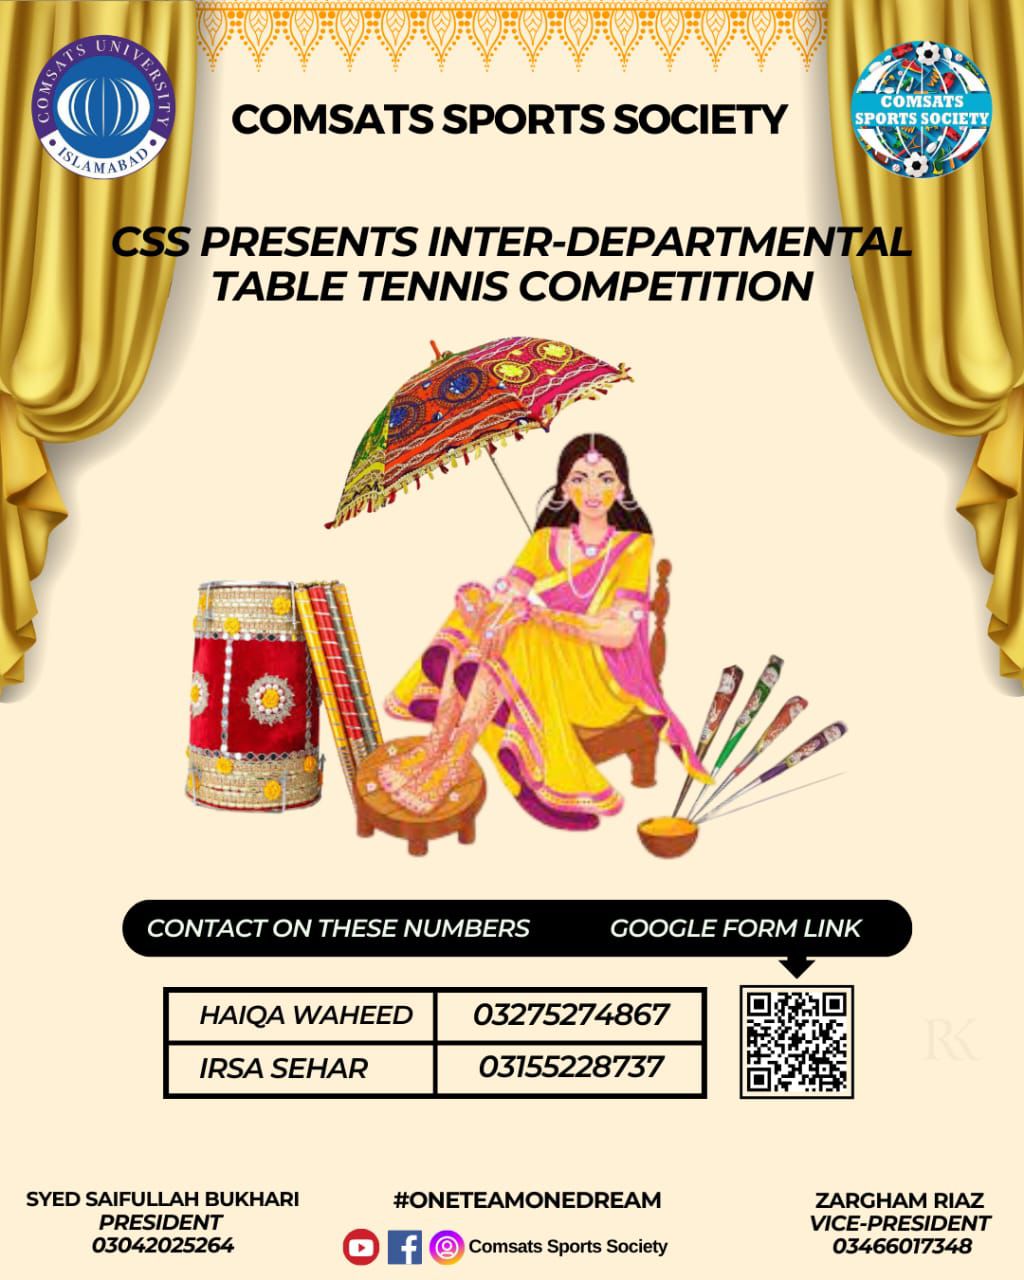 COMSATS UNIVERSITY
ISLAMABAD
COMSATS
SPORTS SOCIETY
COMSATS SPORTS SOCIETY
CSS PRESENTS INTER-DEPARTMENTAL
TABLE TENNIS COMPETITION
CONTACT ON THESE NUMBERS GOOGLE FORM LINK
HAIQA WAHEED 03275274867
IRSA SEHAR 03155228737
RK
SYED SAIFULLAH BUKHARI
PRESIDENT
03042025264
#ONETEAMONEDREAM
Comsats Sports Society
ZARGHAM RIAZ
VICE-PRESIDENT
03466017348